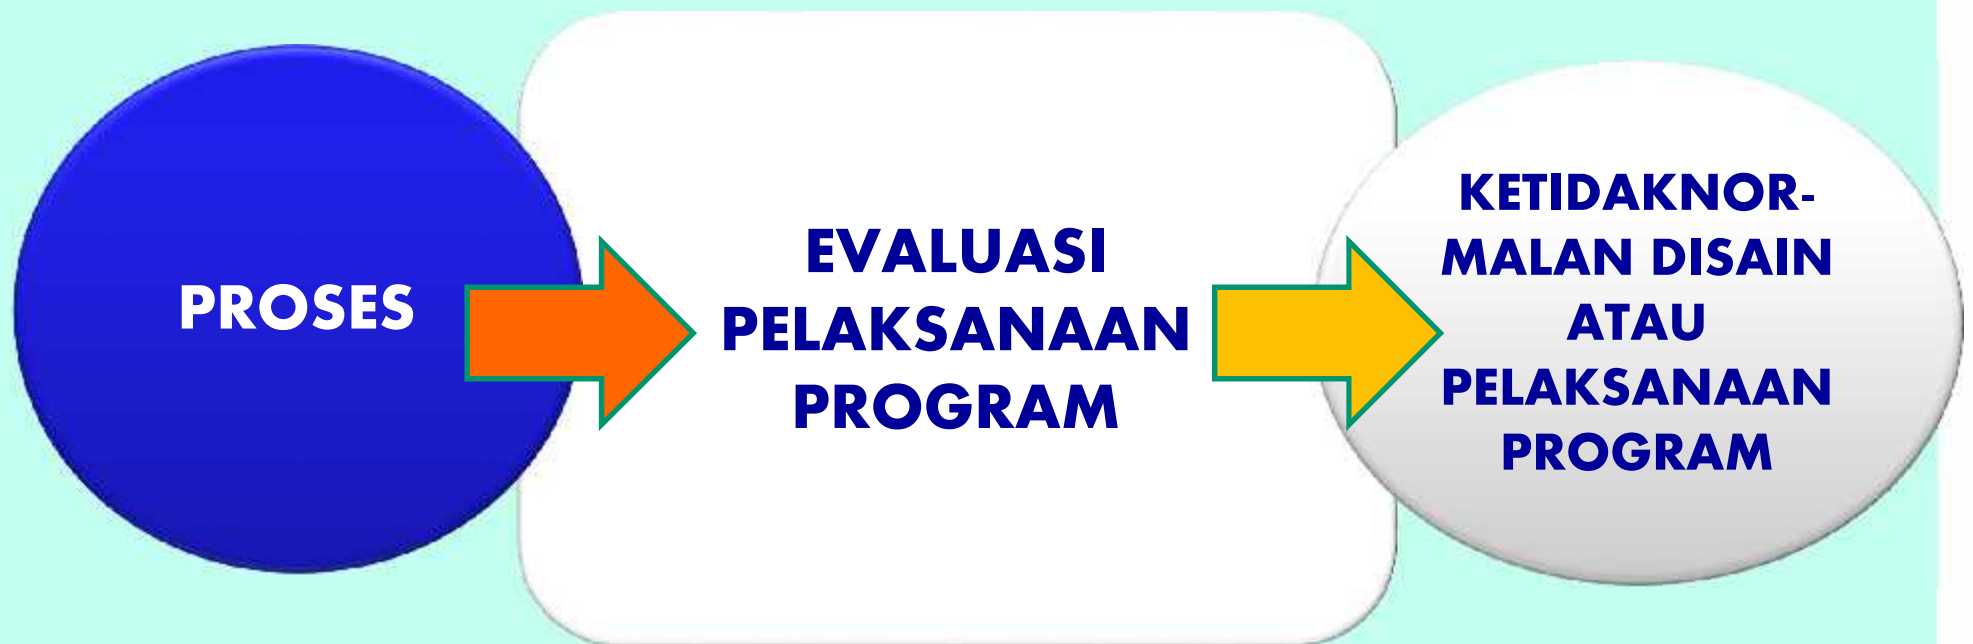 PROSES
EVALUASI
PELAKSANAAN
PROGRAM
KETIDAKNOR-
MALAN DISAIN
ATAU
PELAKSANAAN
PROGRAM